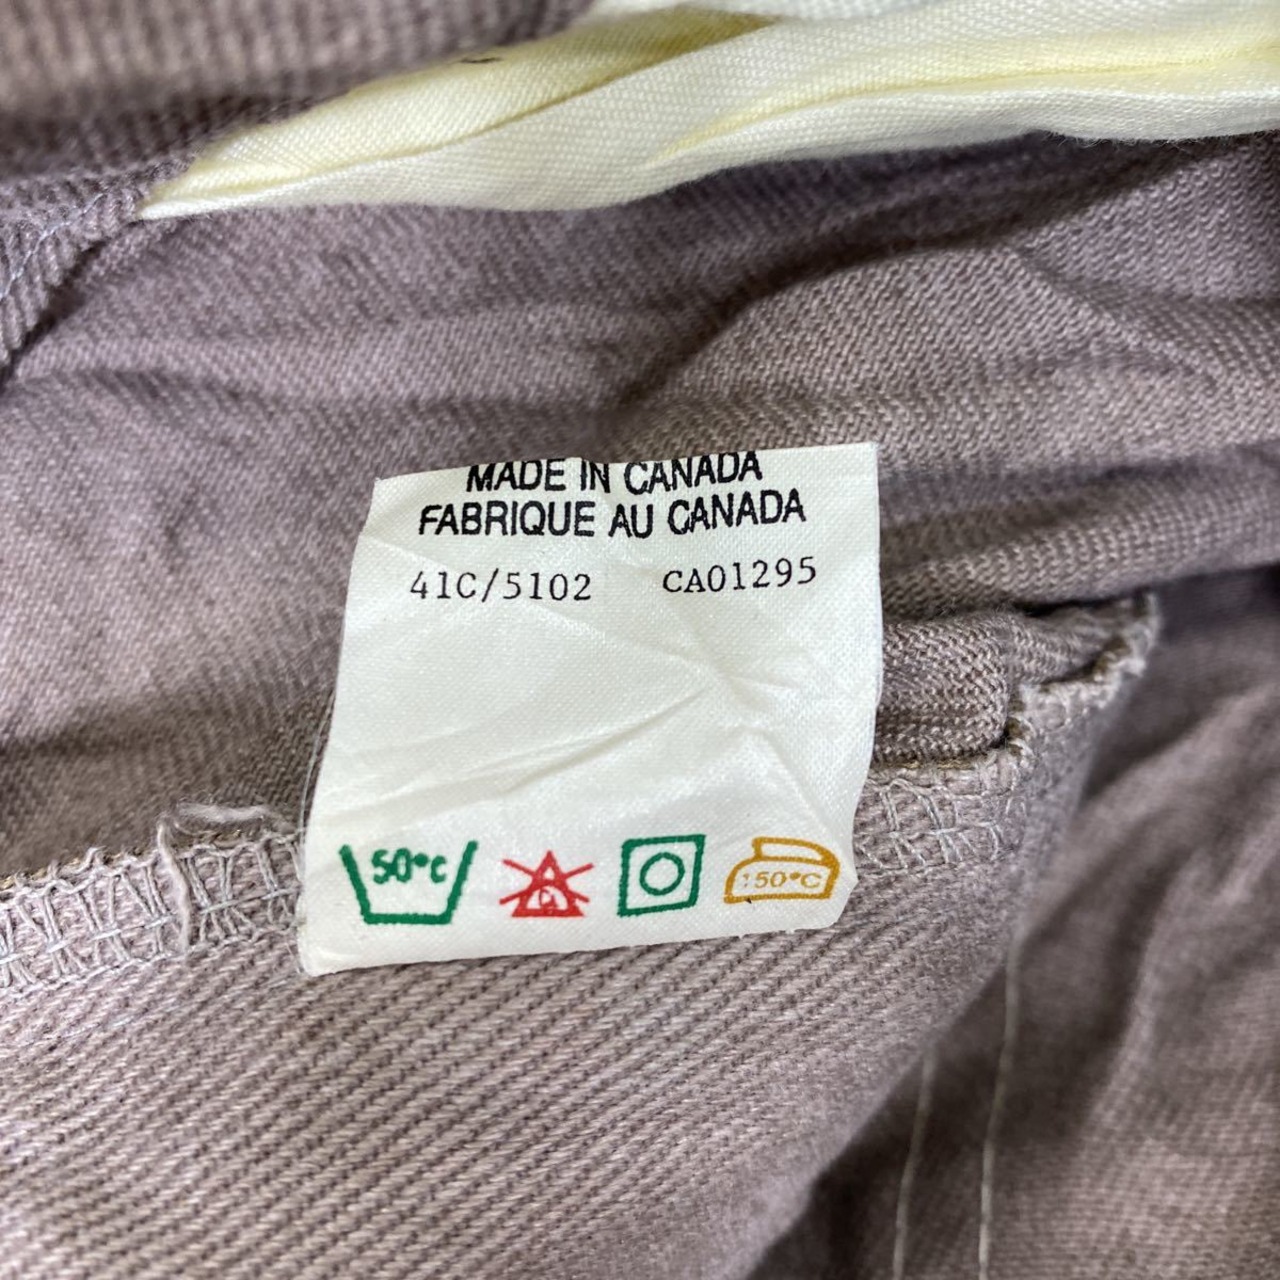 MADE IN CANADA
FABRIQUE AU CANADA
41C/5102 CA01295
50°C 150°C